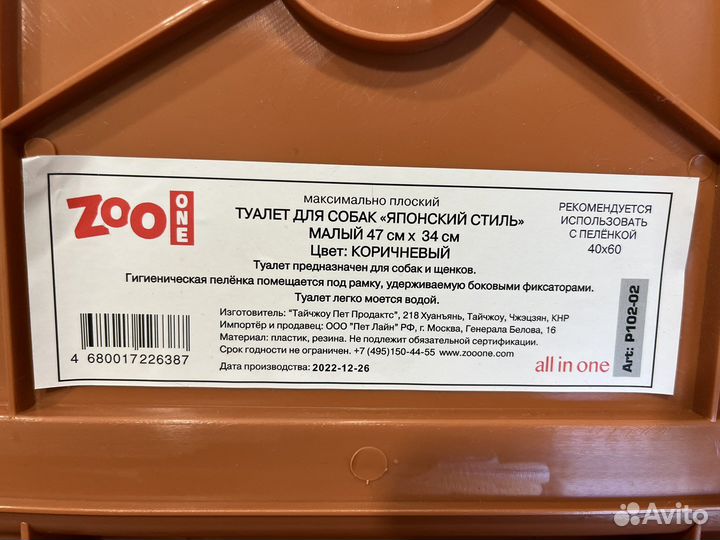 ZOO ONE
максимально плоский
ТУАЛЕТ ДЛЯ СОБАК «ЯПОНСКИЙ СТИЛЬ»
МАЛЫЙ 47 см х 34 см
Цвет: КОРИЧНЕВЫЙ
Туалет предназначен для собак и щенков.
Гигиеническая пелёнка помещается под рамку, удерживаемую боковыми фиксаторами.
Туалет легко моется водой.
РЕКОМЕНДУЕТСЯ
ИСПОЛЬЗОВАТЬ
С ПЕЛЁНКОЙ
40х60
Изготовитель: "Тайчжоу Пет Продактс", 218 Хуанъянь, Тайчжоу, Чжэцзян, КНР
Импортёр и продавец: ООО "Пет Лайн" РФ, г. Москва, Генерала Белова, 16
Материал: пластик, резина. Не подлежит обязательной сертификации.
Срок годности не ограничен. +7 (495)150-44-55 www.zooone.com
Дата производства: 2022-12-26
4 680017226387
all in one
Art: P102-02
Avito